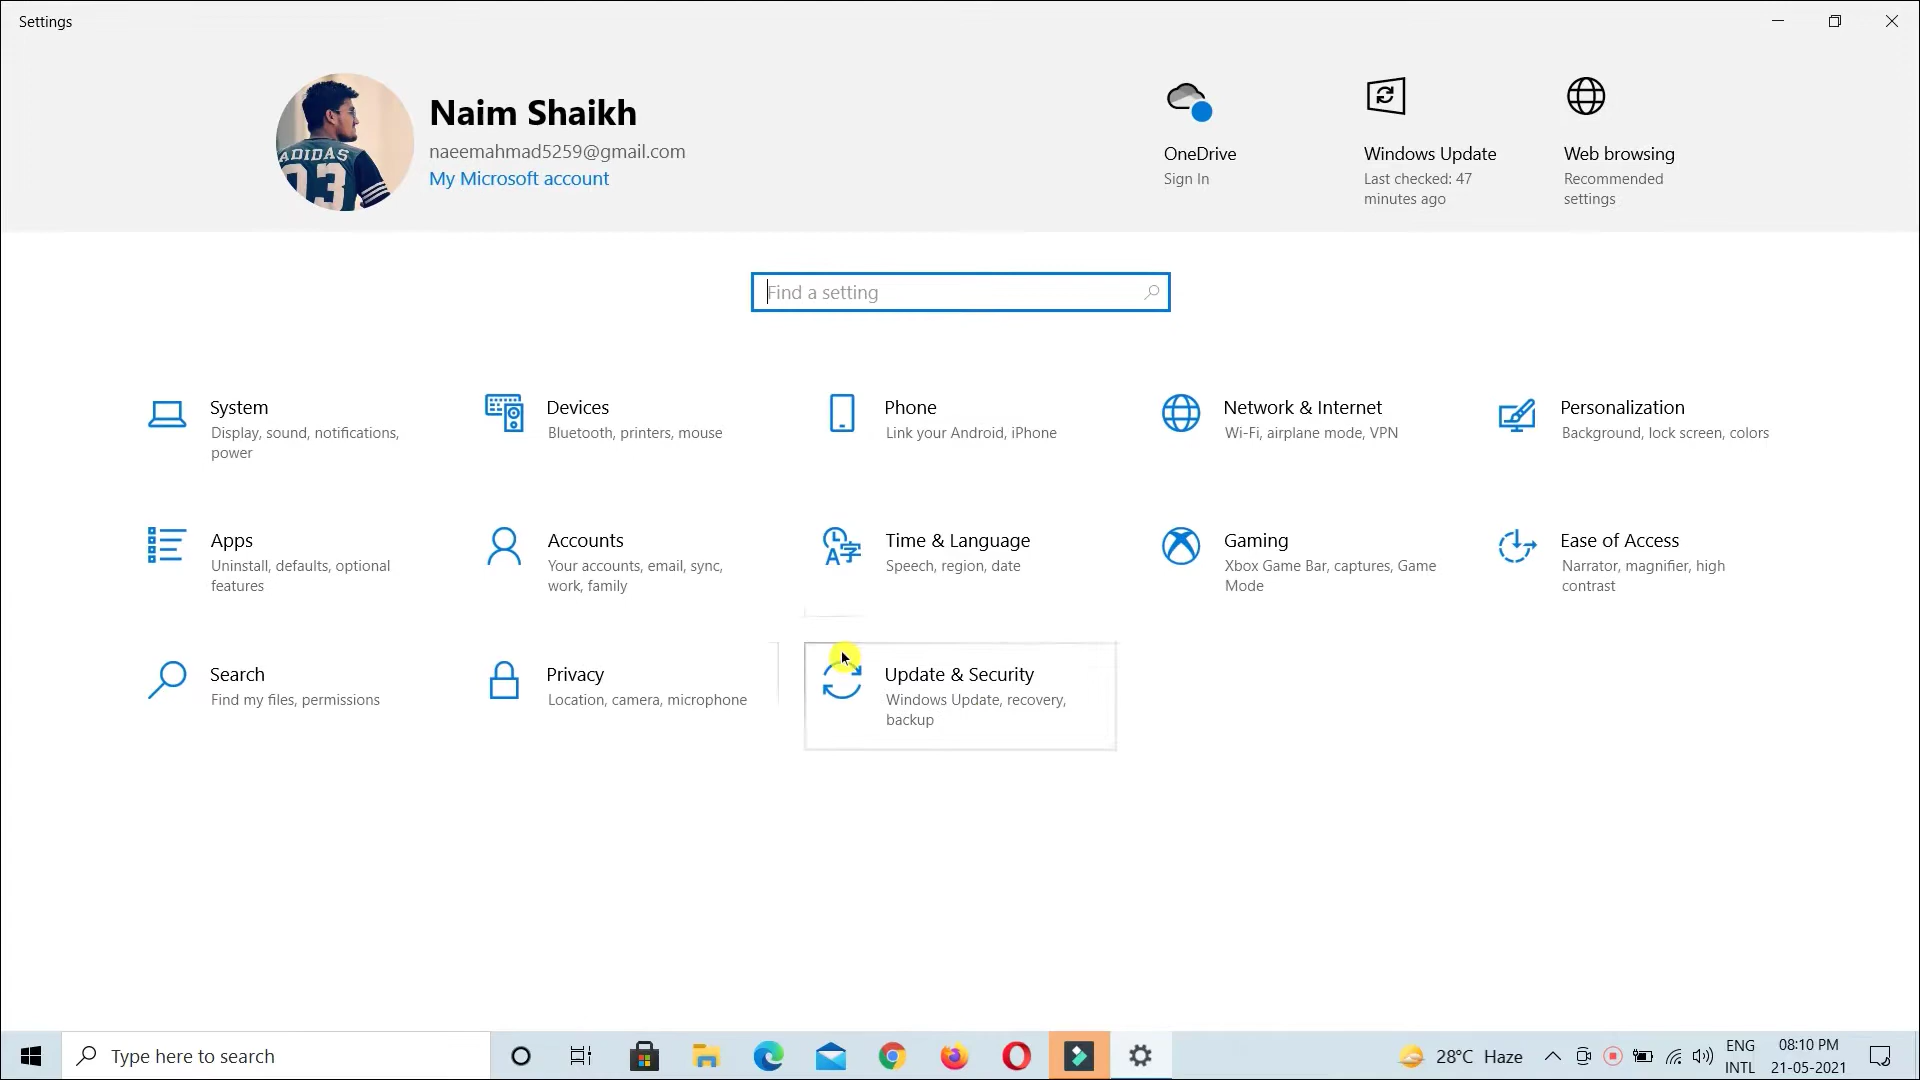 Settings
Naim Shaikh
naeemahmad5259@gmail.com
My Microsoft account
ADIDAS
93
OneDrive
Sign In
Windows Update
Last checked: 47
minutes ago
Web browsing
Recommended
settings
Find a setting
System
Display, sound, notifications,
power
Devices
Bluetooth, printers, mouse
Phone
Link your Android, iPhone
Network & Internet
Wi-Fi, airplane mode, VPN
Personalization
Background, lock screen, colors
Apps
Uninstall, defaults, optional
features
Accounts
Your accounts, email, sync,
work, family
Time & Language
Speech, region, date
Gaming
Xbox Game Bar, captures, Game
Mode
Ease of Access
Narrator, magnifier, high
contrast
Search
Find my files, permissions
Privacy
Location, camera, microphone
Update & Security
Windows Update, recovery,
backup
Type here to search
28°C Haze
ENG
INTL
08:10 PM
21-05-2021